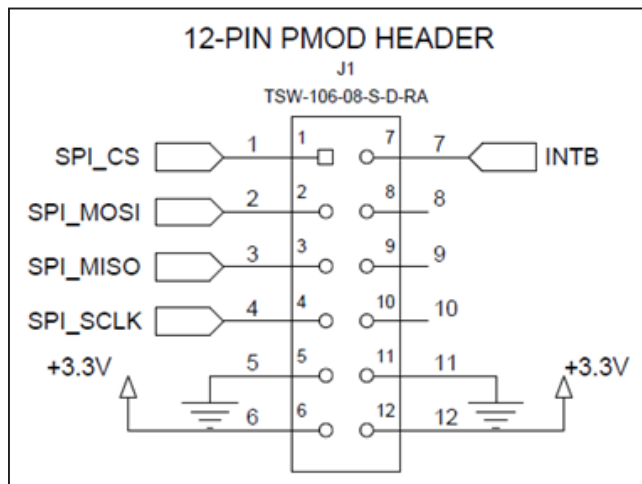 12-PIN PMOD HEADER
J1
TSW-106-08-S-D-RA
SPI_CS 1 1 7 7 INTB
SPI_MOSI 2 2 8 8
SPI_MISO 3 3 9 9
SPI_SCLK 4 4 10 10
+3.3V 5 5 11 11 +3.3V
6 6 12 12